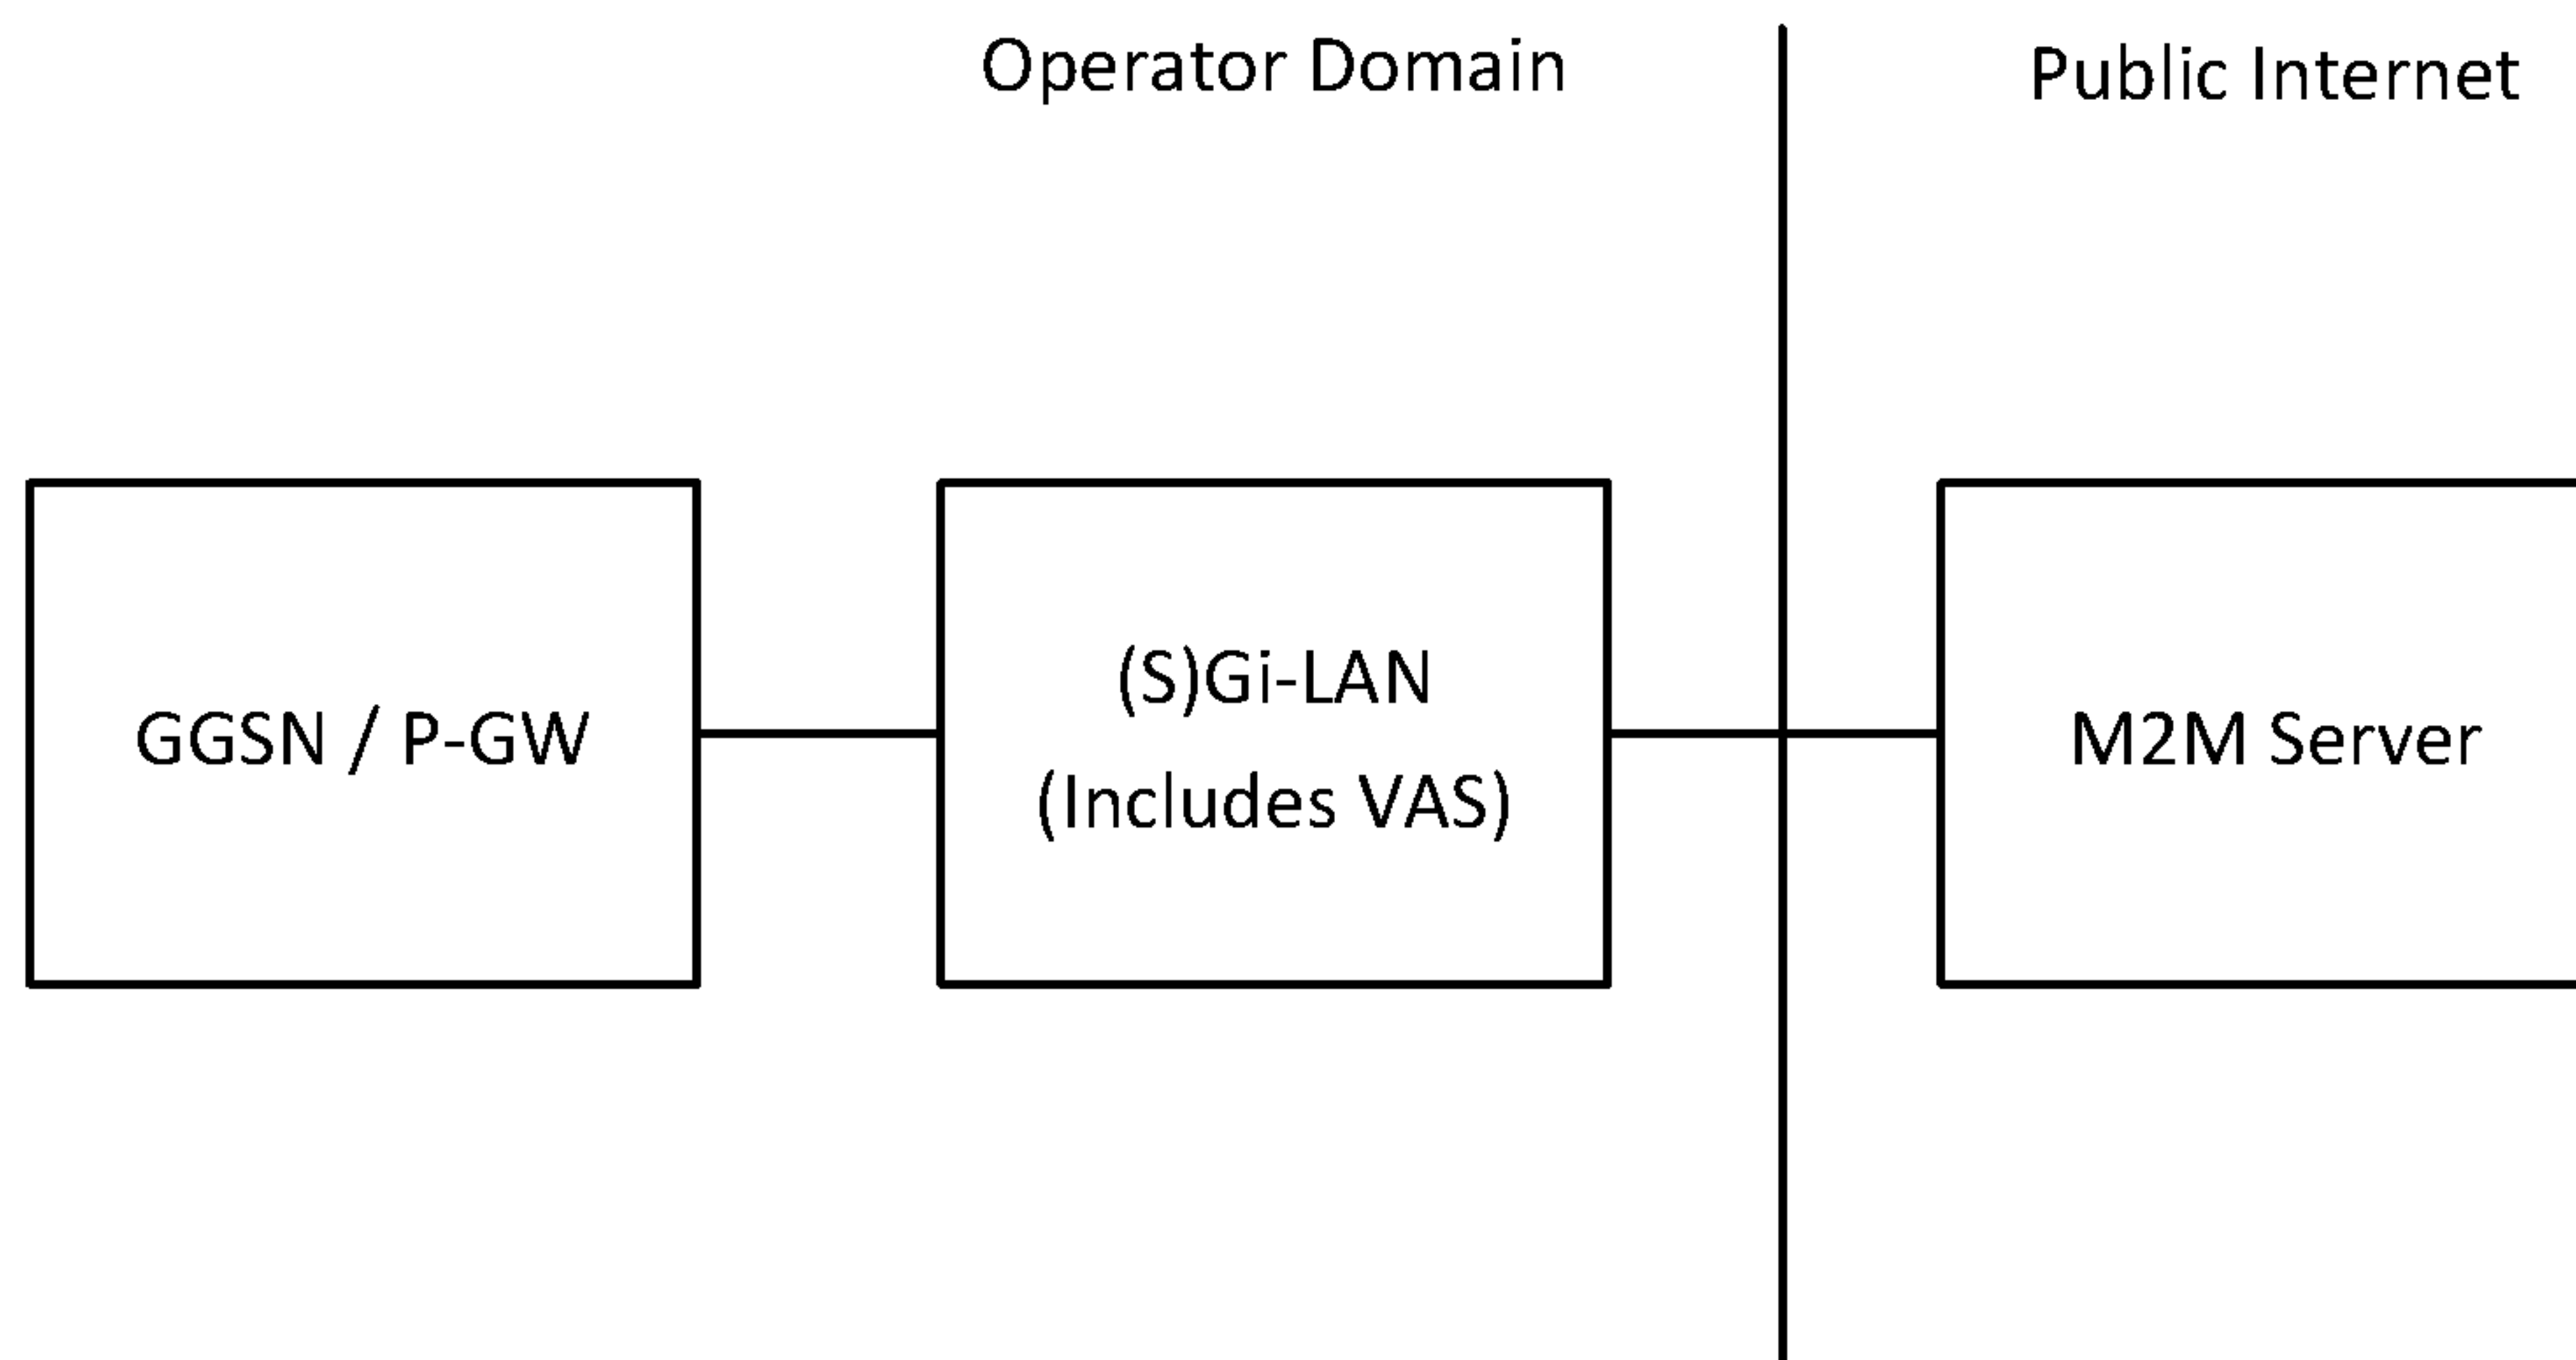 Operator Domain
Public Internet
GGSN / P-GW
(S)Gi-LAN
(Includes VAS)
M2M Server